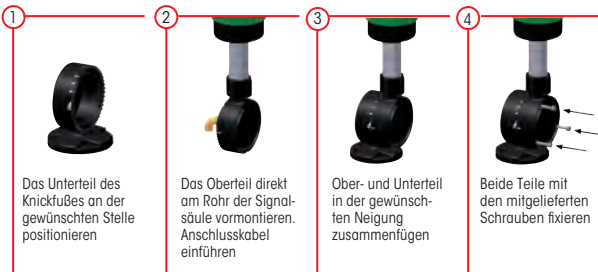 1
Das Unterteil des
Knickfußes an der
gewünschten Stelle
positionieren
2
Das Oberteil direkt
am Rohr der Signal-
säule vormontieren.
Anschlusskabel
einführen
3
Ober- und Unterteil
in der gewünsch-
ten Neigung
zusammenfügen
4
Beide Teile mit
den mitgelieferten
Schrauben fixieren